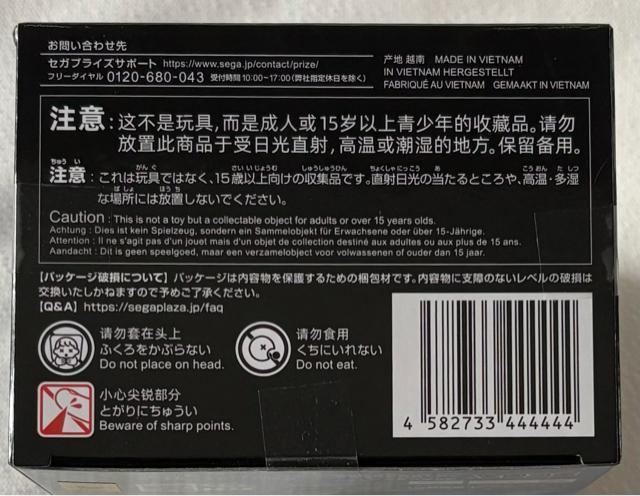 お問い合わせ先
セガプライズサポート https://www.sega.jp/contact/prize/
フリーダイヤル 0120-680-043 受付時間 10:00~17:00(弊社指定休日を除く)
产地 越南 MADE IN VIETNAM
IN VIETNAM HERGESTELLT
FABRIQUÉ AU VIETNAM GEMAAKT IN VIETNAM
注意:这不是玩具,而是成人或15岁以上青少年的收藏品。请勿
放置此商品于受日光直射,高温或潮湿的地方。保留备用。
注意:これは玩具ではなく、15歳以上向けの収集品です。直射日光の当たるところや、高温・多湿
な場所には放置しないでください。
Caution : This is not a toy but a collectable object for adults or over 15 years olds.
Achtung : Dies ist kein Spielzeug, sondern ein Sammelobjekt für Erwachsene oder über 15-Jährige.
Attention : Il ne s'agit pas d'un jouet mais d'un objet de collection destiné aux adultes ou aux plus de 15 ans.
Aandacht : Dit is geen speelgoed, maar een verzamelobject voor volwassenen of ouder dan 15 jaar.
【パッケージ破損について】パッケージは内容物を保護するための梱包材です。内容物に支障のないレベルの破損は
交換いたしかねますので予めご了承ください。
【Q&A】https://segaplaza.jp/faq
请勿套在头上
ふくろをかぶらない
Do not place on head.
请勿食用
くちにいれない
Do not eat.
小心尖锐部分
とがりにちゅうい
Beware of sharp points.
4 582733 444444